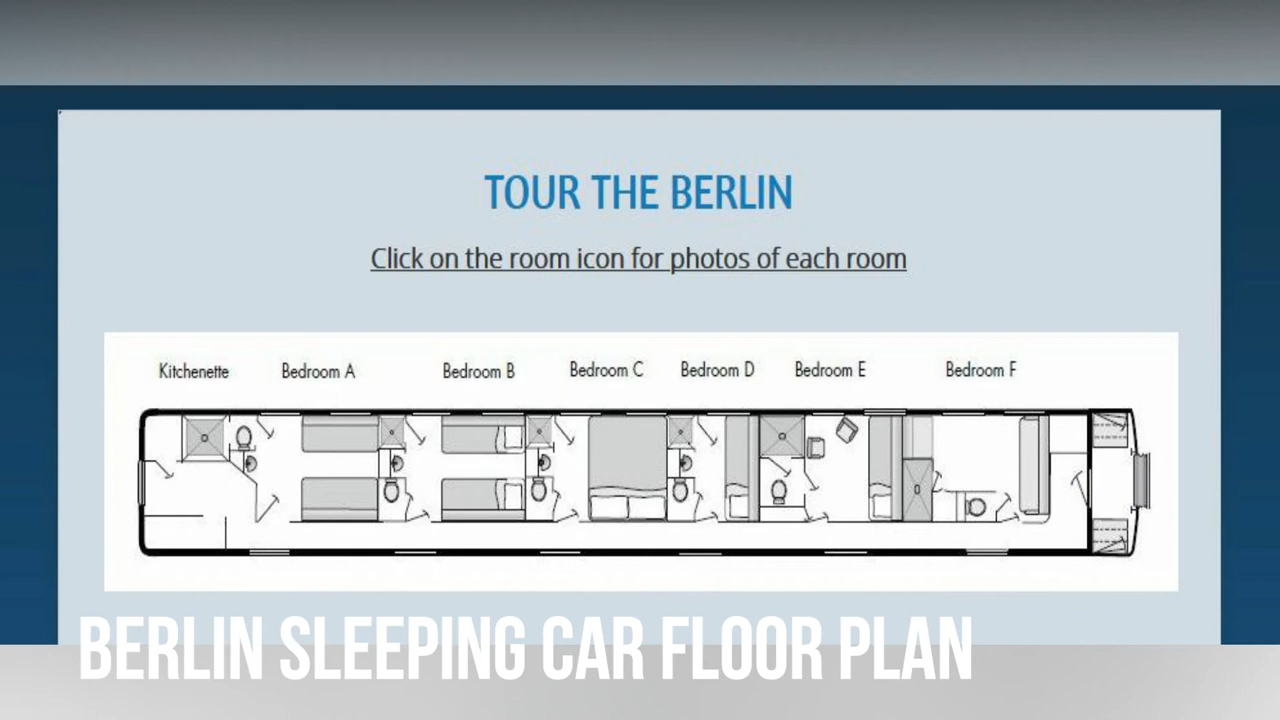 TOUR THE BERLIN
Click on the room icon for photos of each room
Kitchenette Bedroom A Bedroom B Bedroom C Bedroom D Bedroom E Bedroom F
BERLIN SLEEPING CAR FLOOR PLAN